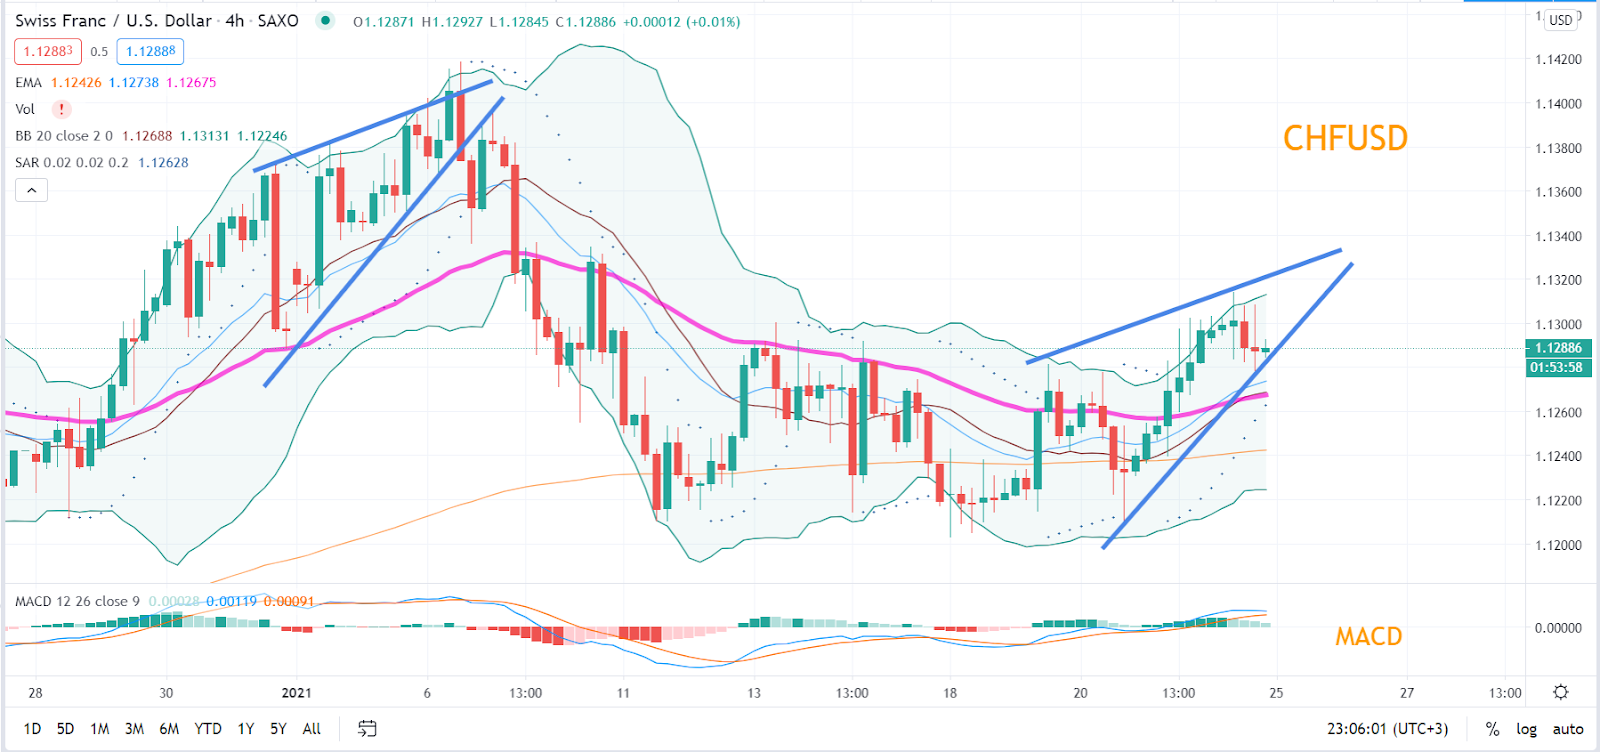 Swiss Franc / U.S. Dollar · 4h · SAXO O1.12871 H1.12927 L1.12845 C1.12886 +0.00012 (+0.01%)
1.12883 0.5 1.12888
EMA 1.12426 1.12738 1.12675
Vol !
BB 20 close 2 0 1.12688 1.13131 1.12246
SAR 0.02 0.02 0.2 1.12628
CHFUSD
USD
1.14200
1.14000
1.13800
1.13600
1.13400
1.13200
1.13000
1.12886
01:53:58
1.12600
1.12400
1.12200
1.12000
MACD 12 26 close 9 0.00028 0.00119 0.00091
MACD
0.00000
28 30 2021 6 13:00 11 13 13:00 18 20 13:00 25 27 13:00
1D 5D 1M 3M 6M YTD 1Y 5Y All 23:06:01 (UTC+3) % log auto